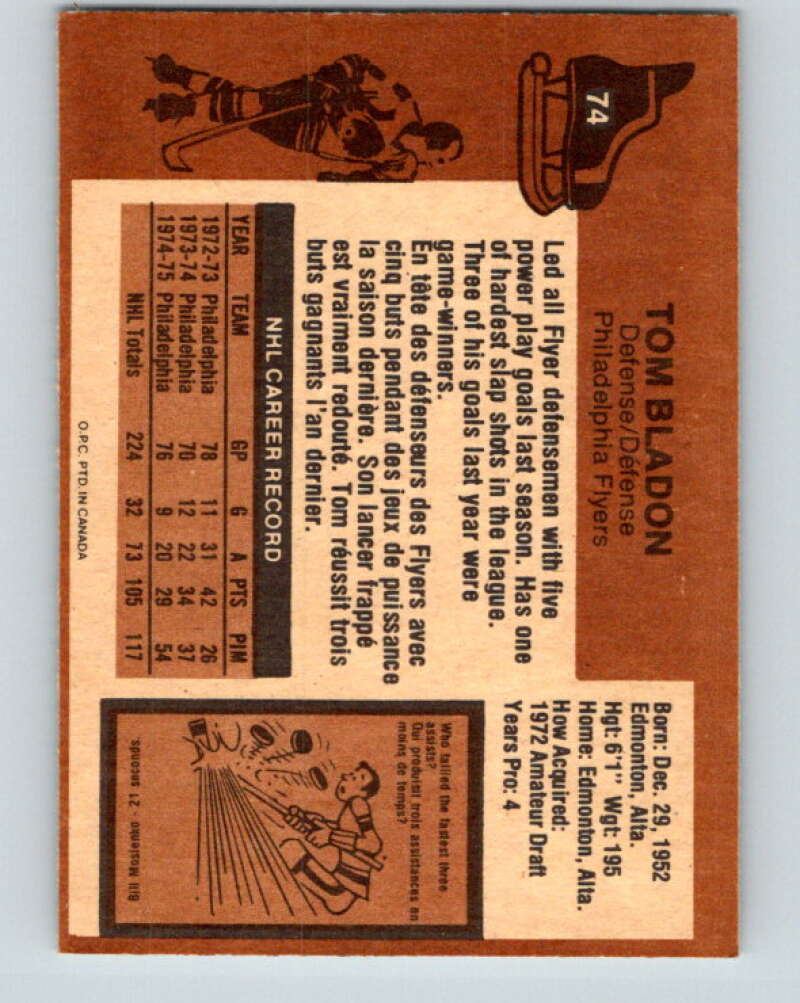 74
TOM BLADON
Defense/Défense
Philadelphia Flyers
Born: Dec. 29, 1952
Edmonton, Alta.
Hgt: 6'1" Wgt: 195
Home: Edmonton, Alta.
How Acquired:
1972 Amateur Draft
Years Pro: 4
Led all Flyer defensemen with five
power play goals last season. Has one
of hardest slap shots in the league.
Three of his goals last year were
game-winners.
En tête des défenseurs des Flyers avec
cinq buts pendant des jeux de puissance
la saison dernière. Son lancer frappé
est vraiment redouté. Tom réussit trois
buts gagnants l'an dernier.
NHL CAREER RECORD
YEAR TEAM GP G A PTS PIM
1972-73 Philadelphia 78 11 31 42 26
1973-74 Philadelphia 70 12 22 34 37
1974-75 Philadelphia 76 9 20 29 54
NHL Totals 224 32 73 105 117
O.P.C. PTD. IN CANADA
Who tallied the fastest three
assists?
Qui produisit trois assistances en
moins de temps?
Bill Mosienko - 21 seconds.